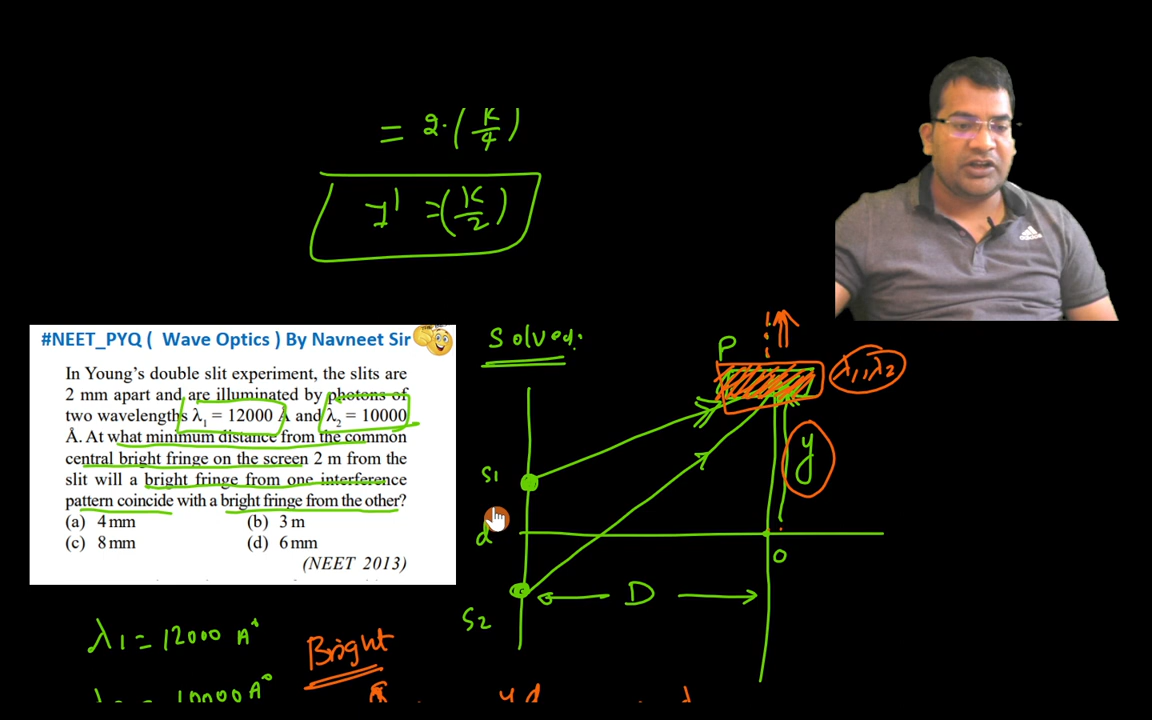 = 2·(K/4)
y' = (K/2)
#NEET_PYQ ( Wave Optics ) By Navneet Sir
In Young's double slit experiment, the slits are
2 mm apart and are illuminated by photons of
two wavelengths λ₁ = 12000 Å and λ₂ = 10000
Å. At what minimum distance from the common
central bright fringe on the screen 2 m from the
slit will a bright fringe from one interference
pattern coincide with a bright fringe from the other?
(a) 4 mm (b) 3 m
(c) 8 mm (d) 6 mm
(NEET 2013)
Solved:
P
λ₁, λ₂
y
S1
d
O
D
S2
adidas
λ1 = 12000 A°
Bright
10000 A°